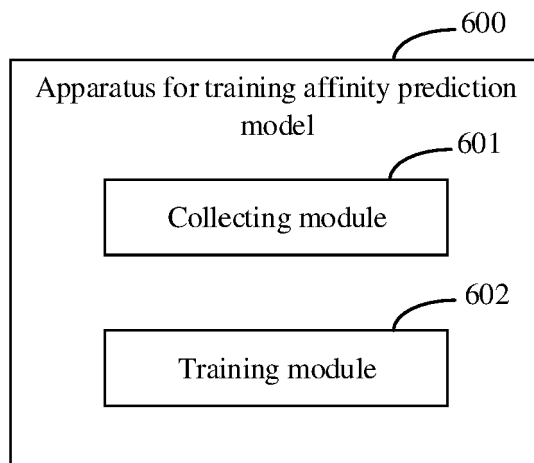 600
Apparatus for training affinity prediction
model
601
Collecting module
602
Training module